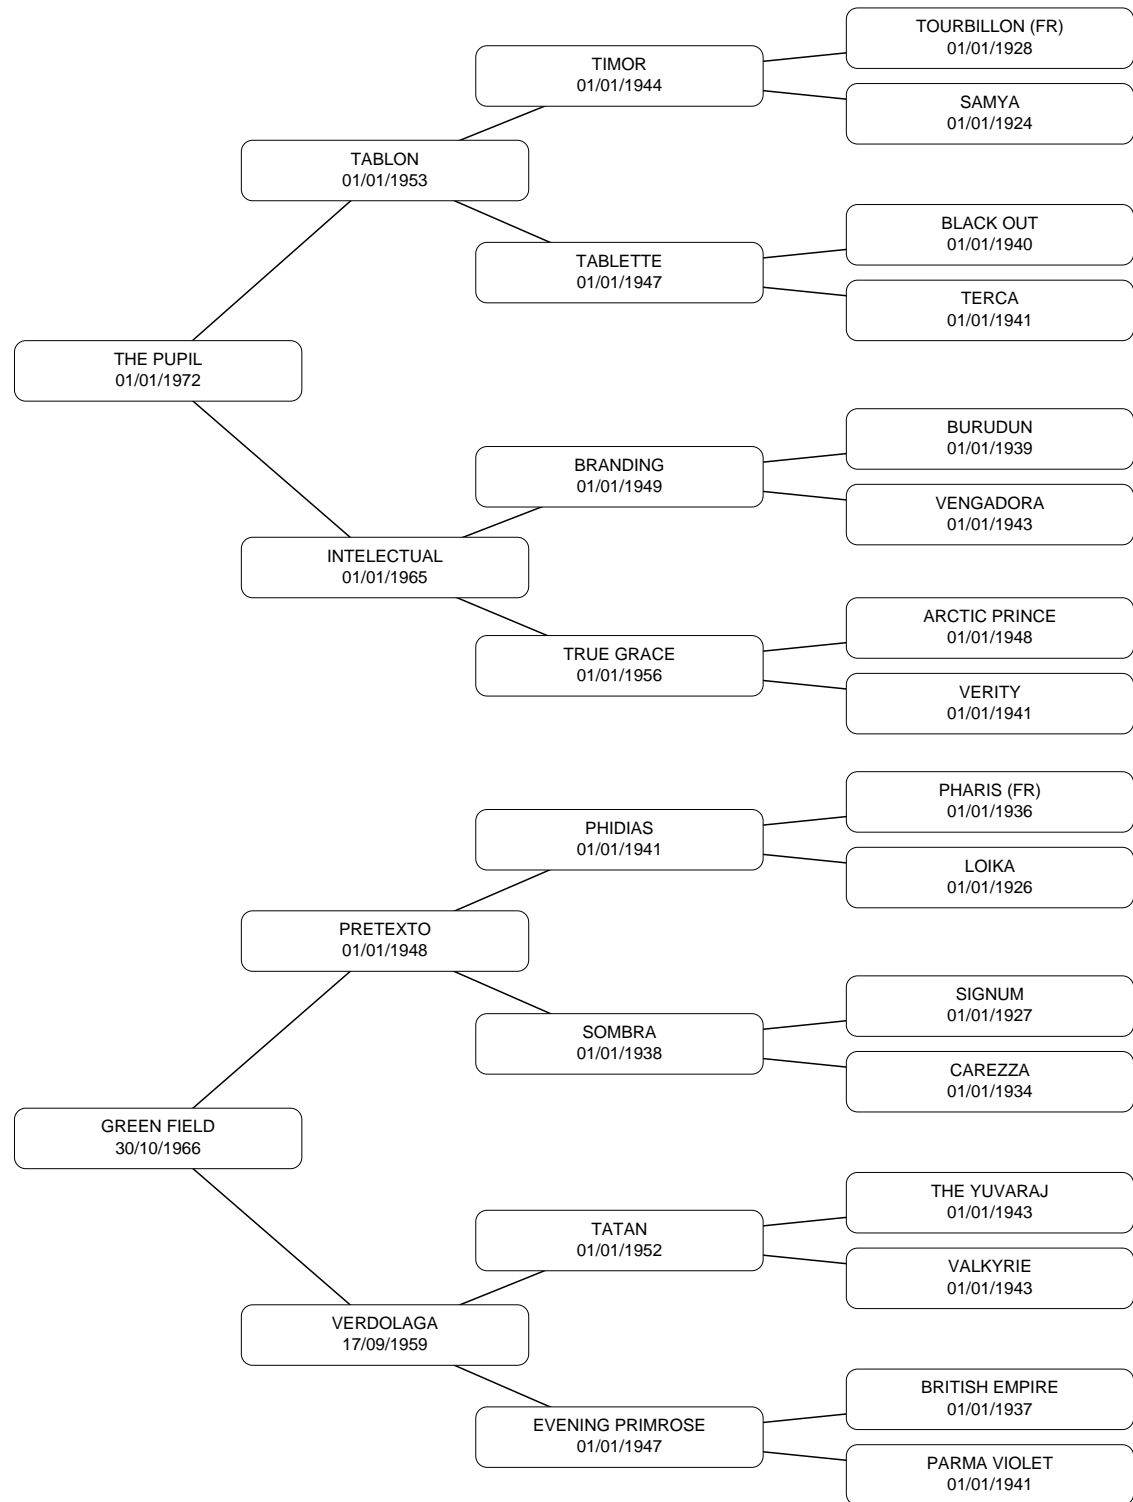 TOURBILLON (FR)
01/01/1928
TIMOR
01/01/1944
SAMYA
01/01/1924
TABLON
01/01/1953
BLACK OUT
01/01/1940
TABLETTE
01/01/1947
TERCA
01/01/1941
THE PUPIL
01/01/1972
BURUDUN
01/01/1939
BRANDING
01/01/1949
VENGADORA
01/01/1943
INTELECTUAL
01/01/1965
ARCTIC PRINCE
01/01/1948
TRUE GRACE
01/01/1956
VERITY
01/01/1941
PHARIS (FR)
01/01/1936
PHIDIAS
01/01/1941
LOIKA
01/01/1926
PRETEXTO
01/01/1948
SIGNUM
01/01/1927
SOMBRA
01/01/1938
CAREZZA
01/01/1934
GREEN FIELD
30/10/1966
THE YUVARAJ
01/01/1943
TATAN
01/01/1952
VALKYRIE
01/01/1943
VERDOLAGA
17/09/1959
BRITISH EMPIRE
01/01/1937
EVENING PRIMROSE
01/01/1947
PARMA VIOLET
01/01/1941